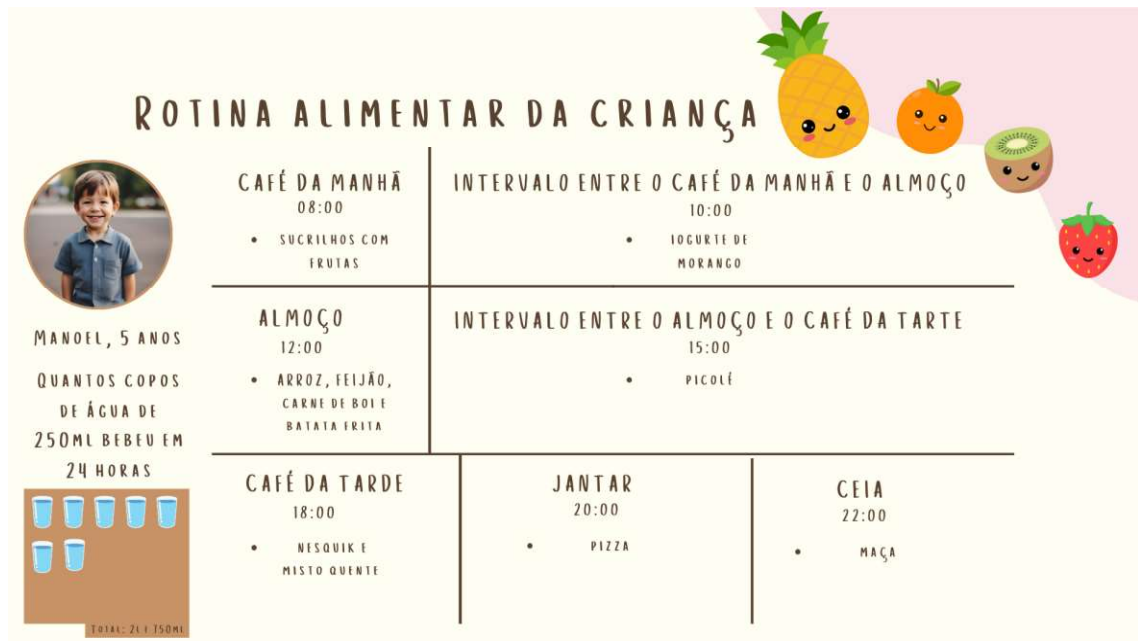 ROTINA ALIMENTAR DA CRIANÇA
CAFÉ DA MANHÃ
08:00
• SUCRILHOS COM
FRUTAS
INTERVALO ENTRE O CAFÉ DA MANHÃ E O ALMOÇO
10:00
• IOGURTE DE
MORANGO
MANOEL, 5 ANOS
QUANTOS COPOS
DE ÁGUA DE
250ML BEBEU EM
24 HORAS
TOTAL: 2L E 750ML
ALMOÇO
12:00
• ARROZ, FEIJÃO,
CARNE DE BOI E
BATATA FRITA
INTERVALO ENTRE O ALMOÇO E O CAFÉ DA TARTE
15:00
• PICOLÉ
CAFÉ DA TARDE
18:00
• NESQUIK E
MISTO QUENTE
JANTAR
20:00
• PIZZA
CEIA
22:00
• MAÇA